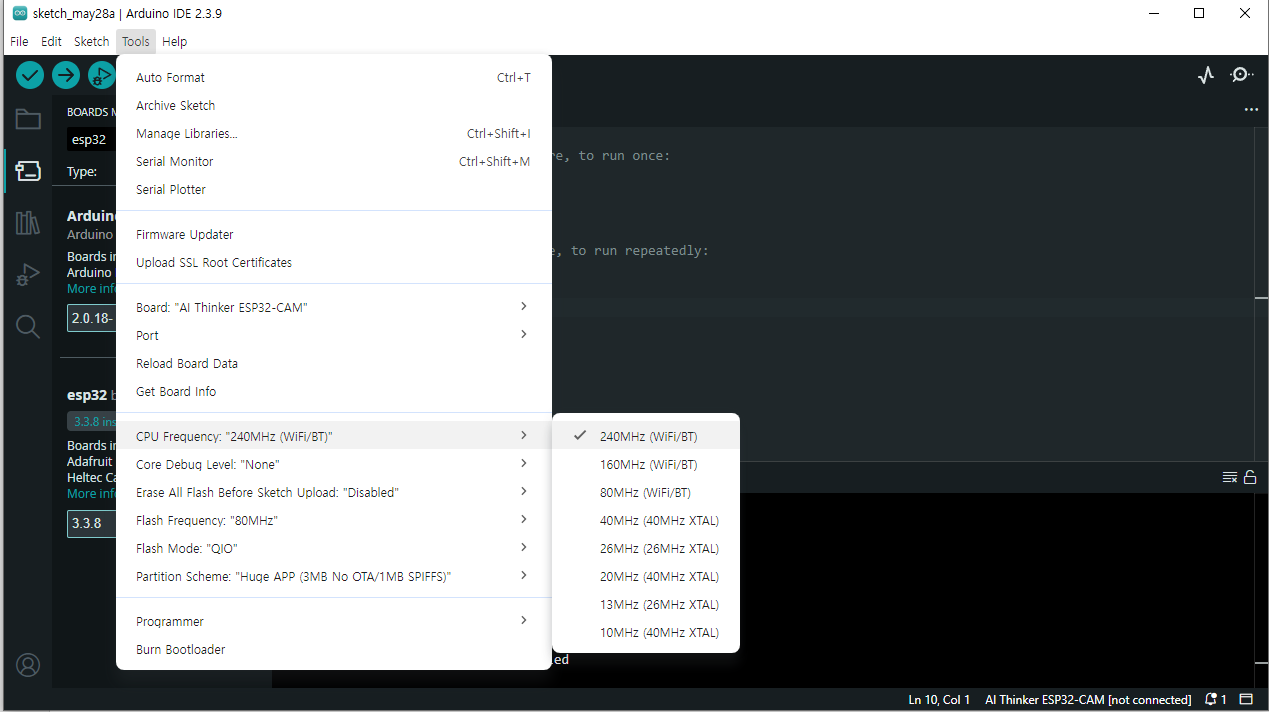 sketch_may28a | Arduino IDE 2.3.9
File Edit Sketch Tools Help
BOARDS M
esp32
Type:
Arduin
Arduino
Boards in
Arduino
More info
2.0.18-
esp32 b
3.3.8 ins
Boards in
Adafruit
Heltec Ca
More info
3.3.8
Auto Format Ctrl+T
Archive Sketch
Manage Libraries... Ctrl+Shift+I
Serial Monitor Ctrl+Shift+M
Serial Plotter
Firmware Updater
Upload SSL Root Certificates
Board: "AI Thinker ESP32-CAM"
Port
Reload Board Data
Get Board Info
CPU Frequency: "240MHz (WiFi/BT)"
Core Debug Level: "None"
Erase All Flash Before Sketch Upload: "Disabled"
Flash Frequency: "80MHz"
Flash Mode: "QIO"
Partition Scheme: "Huge APP (3MB No OTA/1MB SPIFFS)"
Programmer
Burn Bootloader
240MHz (WiFi/BT)
160MHz (WiFi/BT)
80MHz (WiFi/BT)
40MHz (40MHz XTAL)
26MHz (26MHz XTAL)
20MHz (40MHz XTAL)
13MHz (26MHz XTAL)
10MHz (40MHz XTAL)
re, to run once:
e, to run repeatedly:
led
Ln 10, Col 1 AI Thinker ESP32-CAM [not connected] 1